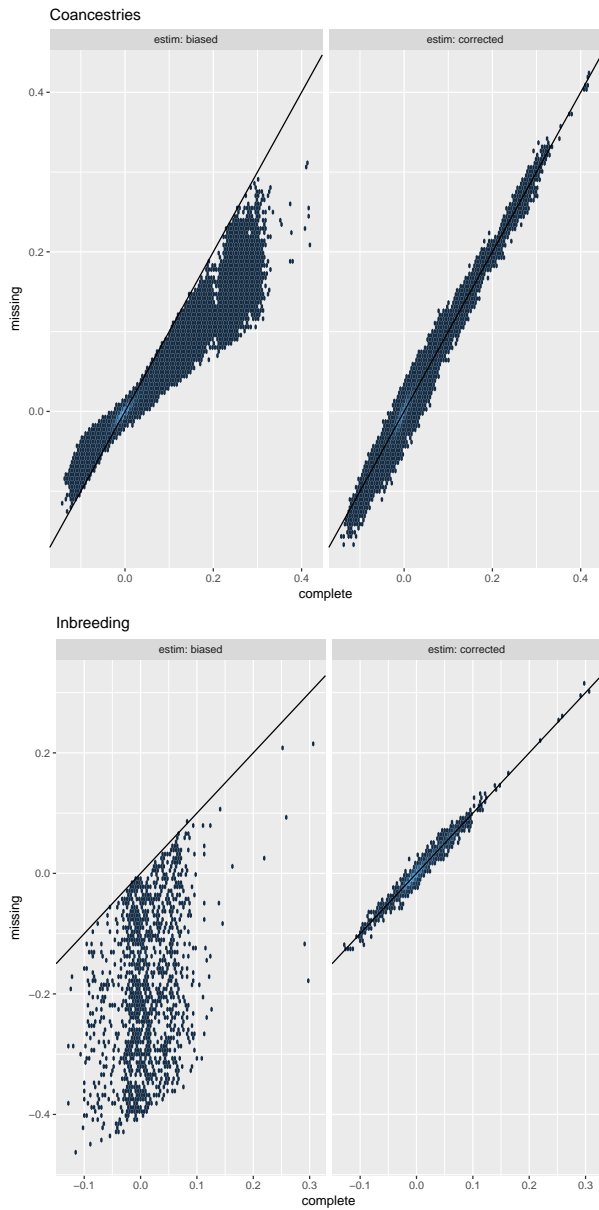 Coancestries
estim: biased estim: corrected
0.4
0.2
0.0
missing
0.0 0.2 0.4 0.0 0.2 0.4
complete
Inbreeding
estim: biased estim: corrected
0.2
0.0
−0.2
−0.4
missing
−0.1 0.0 0.1 0.2 0.3 −0.1 0.0 0.1 0.2 0.3
complete